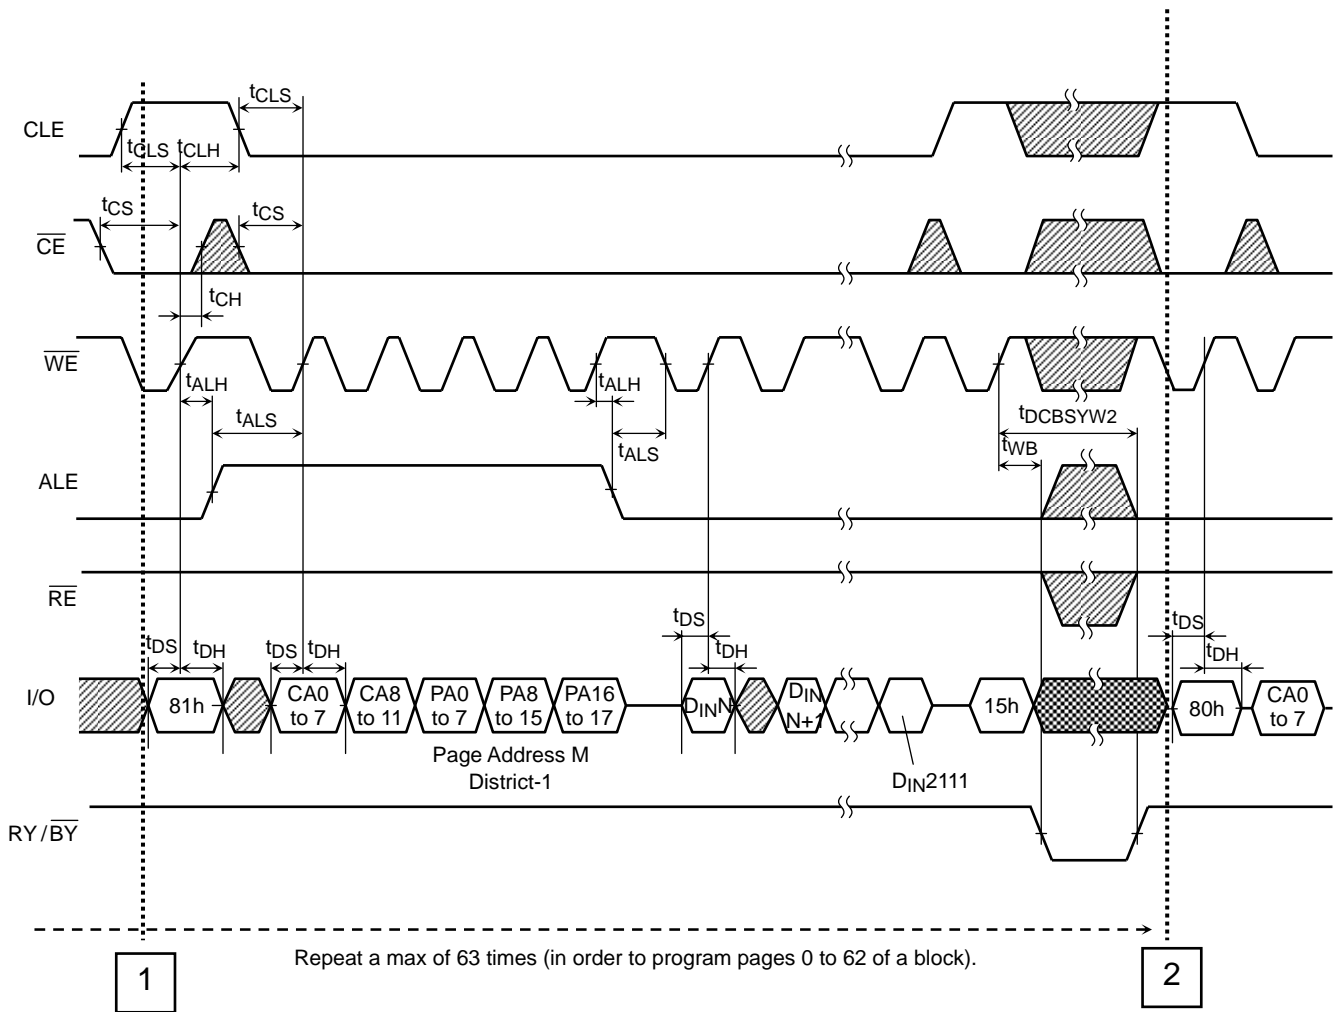 tCLS
CLE
tCLS tCLH
tCS tCS
CE
tCH
WE
tALH tALH
tDCBSYW2
tALS tALS
tWB
ALE
RE
tDS tDH tDS tDH tDS tDH tDS tDH
I/O
81h
CA0 to 7
CA8 to 11
PA0 to 7
PA8 to 15
PA16 to 17
DINN
DIN N+1
15h
80h
CA0 to 7
Page Address M
District-1
DIN2111
RY/BY
Repeat a max of 63 times (in order to program pages 0 to 62 of a block).
1
2